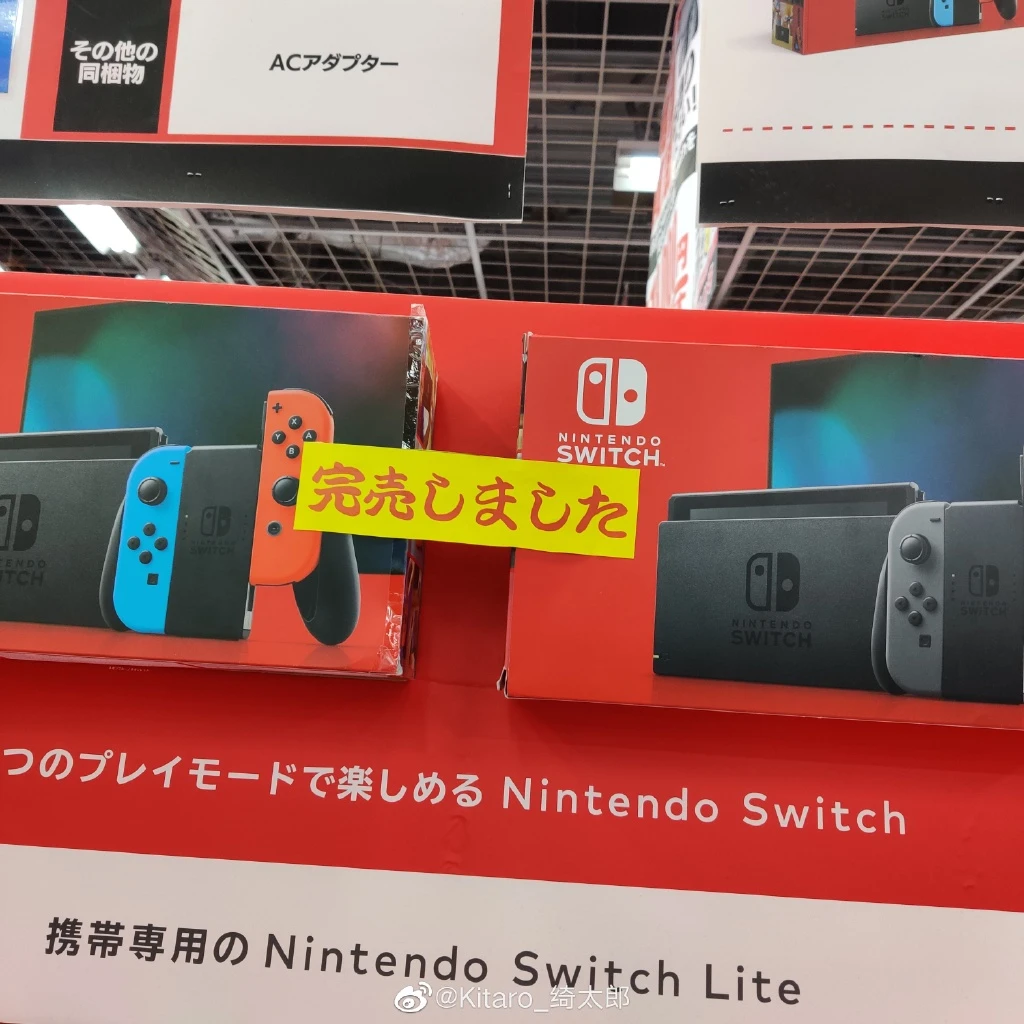 その他の
同梱物
ACアダプター
NINTENDO
SWITCH
完売しました
NINTENDO
SWITCH
つのプレイモードで楽しめる Nintendo Switch
携帯専用の Nintendo Switch Lite
@Kitaro_绮太郎